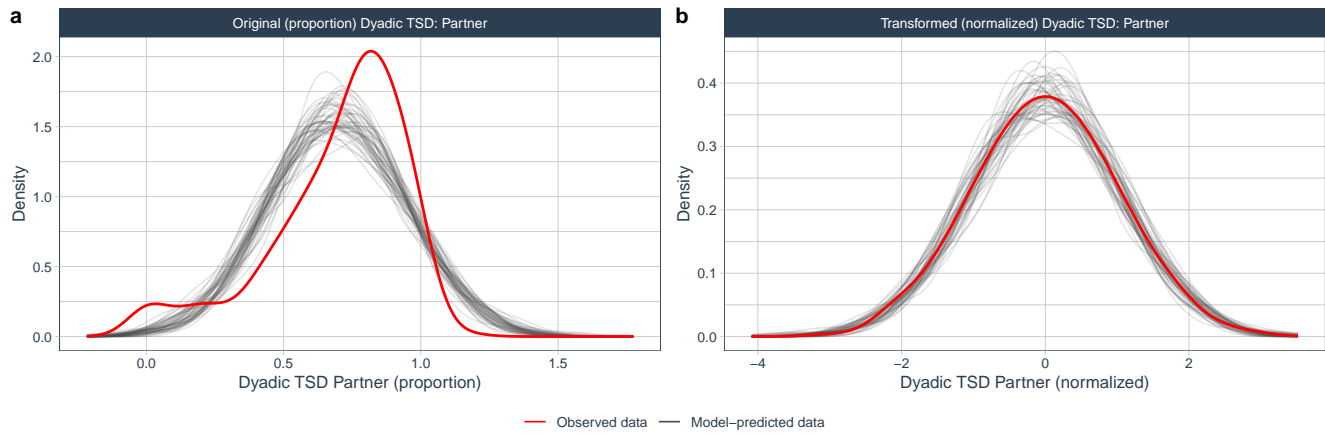 a
Original (proportion) Dyadic TSD: Partner
2.0
1.5
1.0
0.5
0.0
Density
0.0 0.5 1.0 1.5
Dyadic TSD Partner (proportion)
b
Transformed (normalized) Dyadic TSD: Partner
0.4
0.3
0.2
0.1
0.0
Density
−4 −2 0 2
Dyadic TSD Partner (normalized)
Observed data Model−predicted data